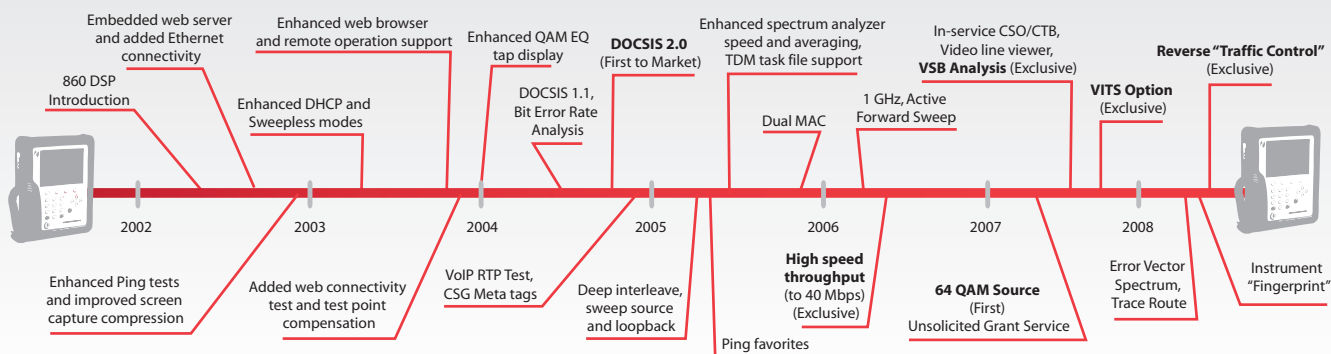 Embedded web server
and added Ethernet
connectivity
860 DSP
Introduction
Enhanced DHCP and
Sweepless modes
Enhanced web browser
and remote operation support
Enhanced QAM EQ
tap display
DOCSIS 1.1,
Bit Error Rate
Analysis
DOCSIS 2.0
(First to Market)
Enhanced spectrum analyzer
speed and averaging,
TDM task file support
Dual MAC
1 GHz, Active
Forward Sweep
In-service CSO/CTB,
Video line viewer,
VSB Analysis (Exclusive)
VITS Option
(Exclusive)
Reverse “Traffic Control”
(Exclusive)
2002
2003
2004
2005
2006
2007
2008
Enhanced Ping tests
and improved screen
capture compression
Added web connectivity
test and test point
compensation
VoIP RTP Test,
CSG Meta tags
Deep interleave,
sweep source
and loopback
Ping favorites
High speed
throughput
(to 40 Mbps)
(Exclusive)
64 QAM Source
(First)
Unsolicited Grant Service
Error Vector
Spectrum,
Trace Route
Instrument
“Fingerprint”